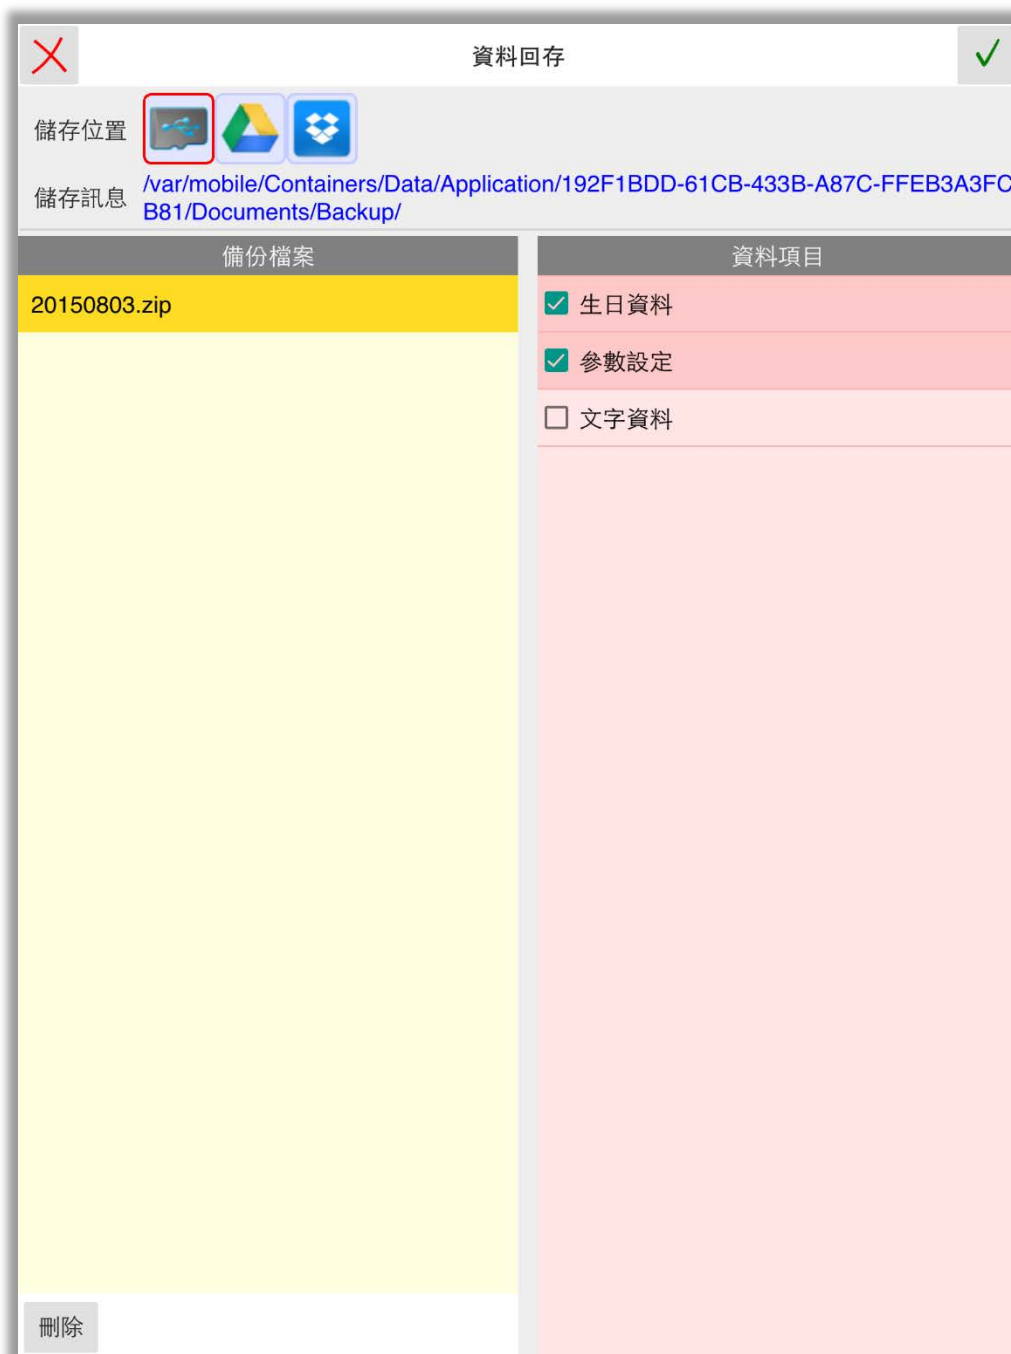 資料回存
儲存位置
儲存訊息
/var/mobile/Containers/Data/Application/192F1BDD-61CB-433B-A87C-FFEB3A3FC
B81/Documents/Backup/
備份檔案
20150803.zip
資料項目
生日資料
參數設定
文字資料
刪除